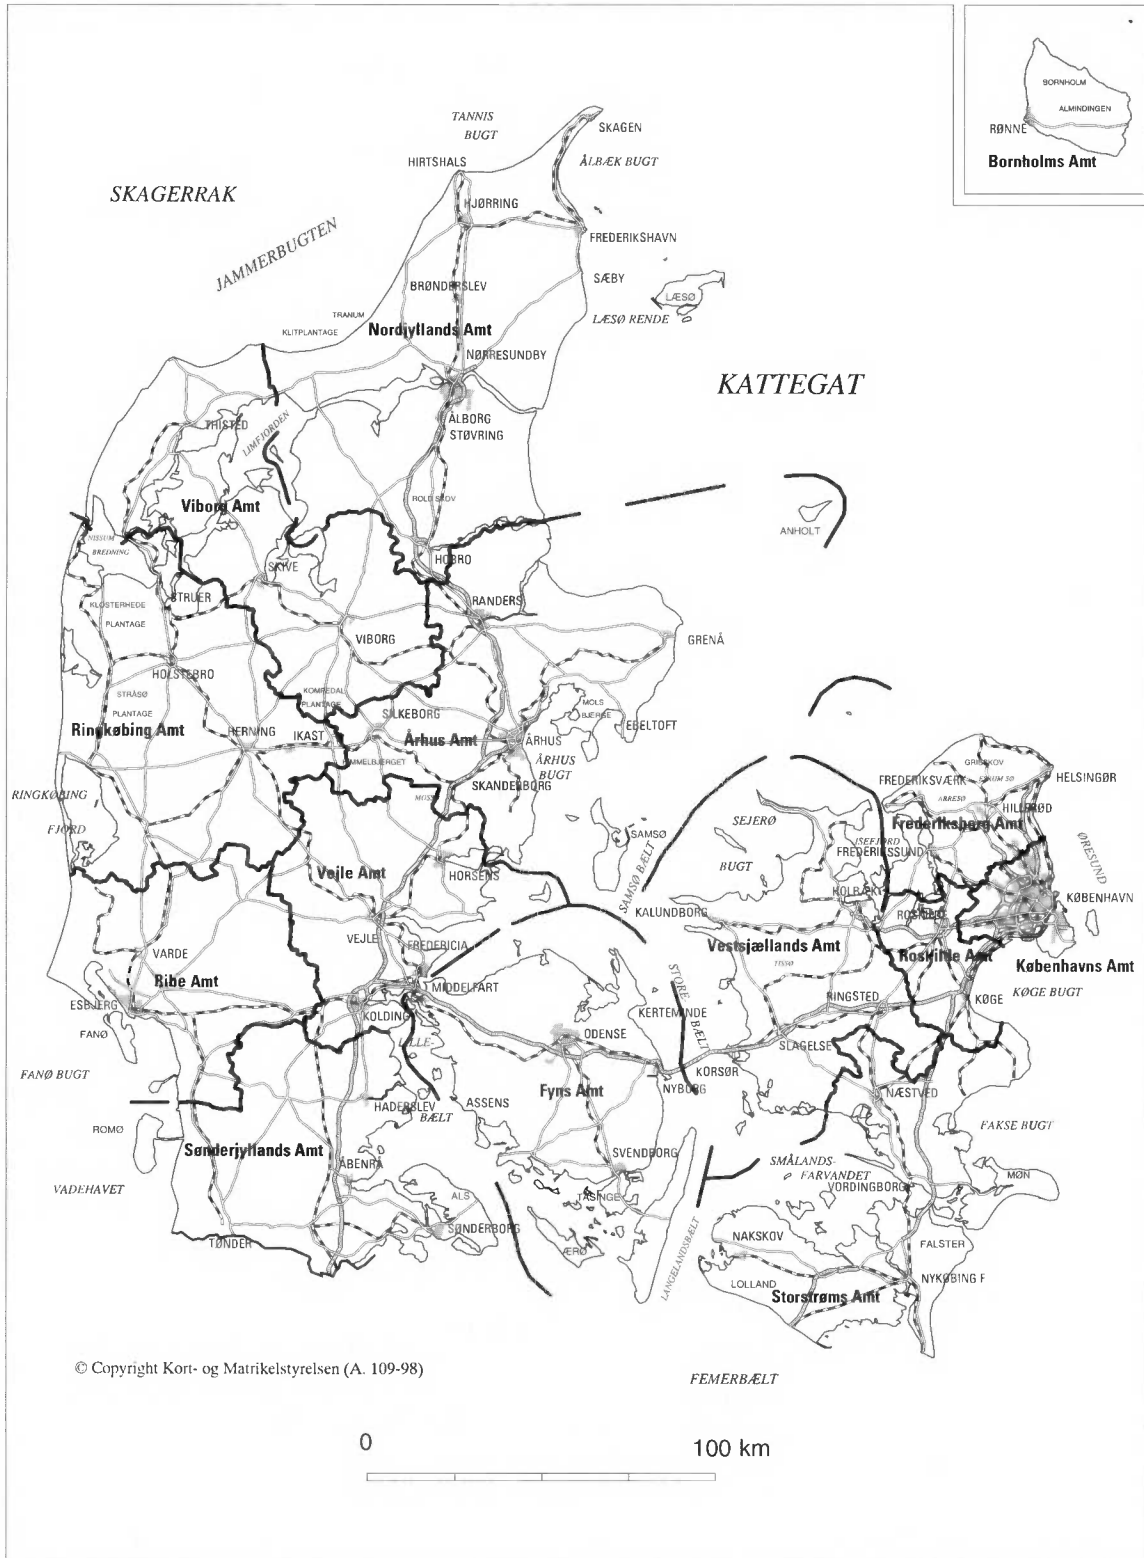 BORNHOLM
ALMINDINGEN
RØNNE
Bornholms Amt
TANNIS
BUGT
SKAGEN
HIRTSHALS
ÅLBÆK BUGT
SKAGERRAK
HJØRRING
FREDERIKSHAVN
JAMMERBUGTEN
SÆBY
BRØNDERSLEV
LÆSØ
TRANUM
KLITPLANTAGE
LÆSØ RENDE
Nordjyllands Amt
NØRRESUNDBY
KATTEGAT
ÅLBORG
STØVRING
THISTED
LIMFJORDEN
ROLD SKOV
Viborg Amt
ANHOLT
NISSUM
BREDNING
HOBRO
SKIVE
STRUER
RANDERS
KLOSTERHEDE
PLANTAGE
VIBORG
GRENÅ
HOLSTEBRO
STRÅSØ
PLANTAGE
KOMPEDAL
PLANTAGE
MOLS
BJERGE
SILKEBORG
EBELTOFT
Ringkøbing Amt
HERNING
IKAST
Århus Amt
ÅRHUS
ÅRHUS
BUGT
HIMMELBJERGET
SKANDERBORG
GRIBSKOV
FREDERIKSVÆRK
ESRUM SØ
HELSINGØR
RINGKØBING
FJORD
ARRESØ
HILLERØD
SEJERØ
BUGT
Frederiksborg Amt
SAMSØ
ISEFJORD
FREDERIKSSUND
ØRESUND
Vejle Amt
HORSENS
SAMSØ BÆLT
HOLBÆK
KØBENHAVN
KALUNDBORG
ROSKILDE
VEJLE
FREDERICIA
Vestsjællands Amt
TISSØ
Roskilde Amt
Københavns Amt
VARDE
Ribe Amt
MIDDELFART
STORE
BÆLT
KØGE BUGT
ESBJERG
KOLDING
KERTEMINDE
RINGSTED
KØGE
FANØ
LILLE-
BÆLT
ODENSE
SLAGELSE
KORSØR
FANØ BUGT
Fyns Amt
NYBORG
HADERSLEV
ASSENS
NÆSTVED
RØMØ
FAKSE BUGT
Sønderjyllands Amt
SVENDBORG
ÅBENRÅ
SMÅLANDS-
FARVANDET
VORDINGBORG
MØN
VADEHAVET
ALS
TÅSINGE
SØNDERBORG
TØNDER
ÆRØ
LANGELANDSBÆLT
NAKSKOV
FALSTER
LOLLAND
NYKØBING F
Storstrøms Amt
© Copyright Kort- og Matrikelstyrelsen (A. 109-98)
FEMERBÆLT
0
100 km